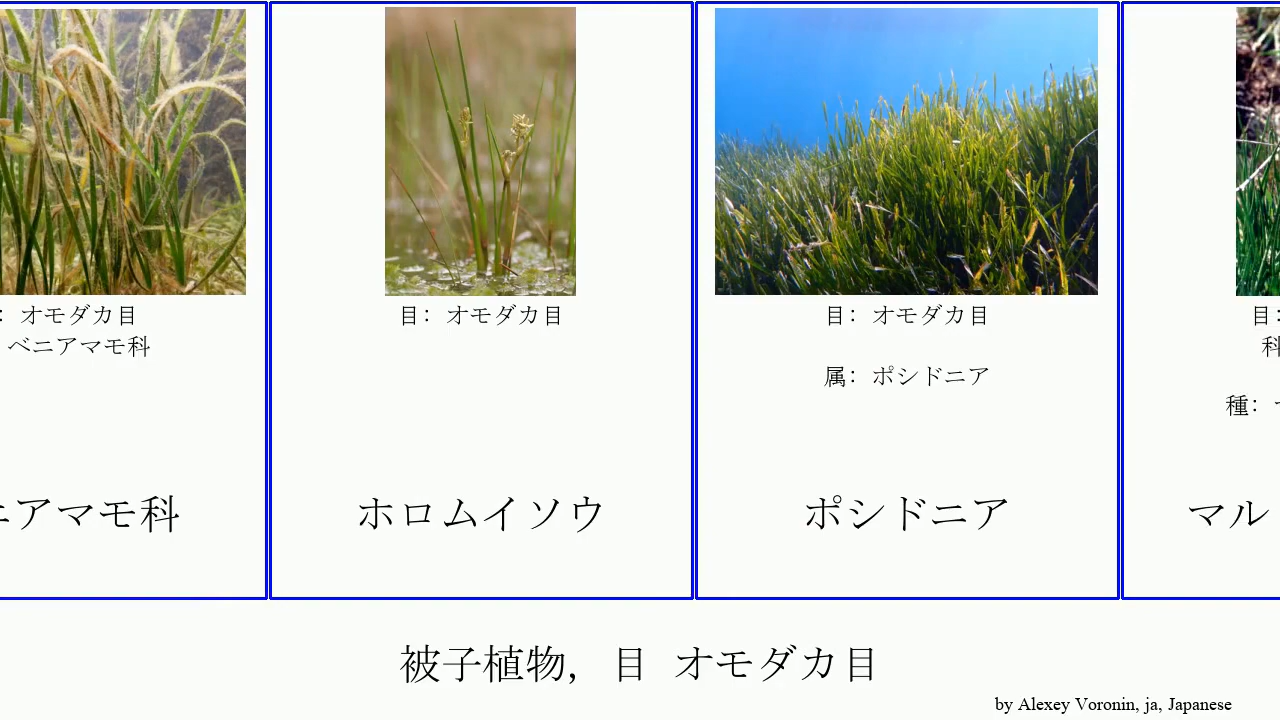 : オモダカ目
ベニアマモ科
ニアマモ科
目: オモダカ目
ホロムイソウ
目: オモダカ目
属: ポシドニア
ポシドニア
目:
科
種:
マル
被子植物, 目 オモダカ目
by Alexey Voronin, ja, Japanese